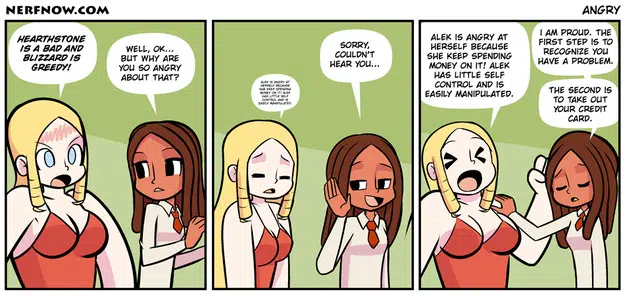 NERFNOW.COM
ANGRY
HEARTHSTONE
IS A BAD AND
BLIZZARD IS
GREEDY!
WELL, OK...
BUT WHY ARE
YOU SO ANGRY
ABOUT THAT?
ALEK IS ANGRY AT
HERSELF BECAUSE
SHE KEEP SPENDING
MONEY ON IT! ALEK
HAS LITTLE SELF
CONTROL AND IS
EASILY MANIPULATED.
SORRY,
COULDN'T
HEAR YOU...
ALEK IS ANGRY AT
HERSELF BECAUSE
SHE KEEP SPENDING
MONEY ON IT! ALEK
HAS LITTLE SELF
CONTROL AND IS
EASILY MANIPULATED.
I AM PROUD. THE
FIRST STEP IS TO
RECOGNIZE YOU
HAVE A PROBLEM.
THE SECOND IS
TO TAKE OUT
YOUR CREDIT
CARD.